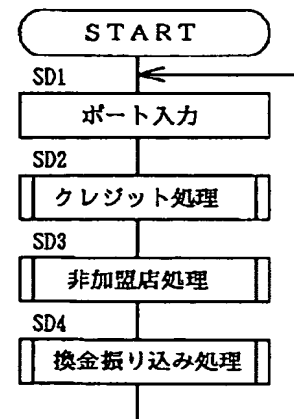 START
SD1
ポート入力
SD2
クレジット処理
SD3
非加盟店処理
SD4
換金振り込み処理